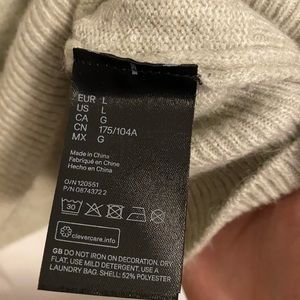 EUR L
US L
CA G
CN 175/104A
MX G
Made in China
Fabriqué en Chine
Hecho en China
O/N 120551
P/N 08743722
30
clevercare.info
GB DO NOT IRON ON DECORATION. DRY
FLAT. USE MILD DETERGENT. USE A
LAUNDRY BAG. SHELL: 52% POLYESTER